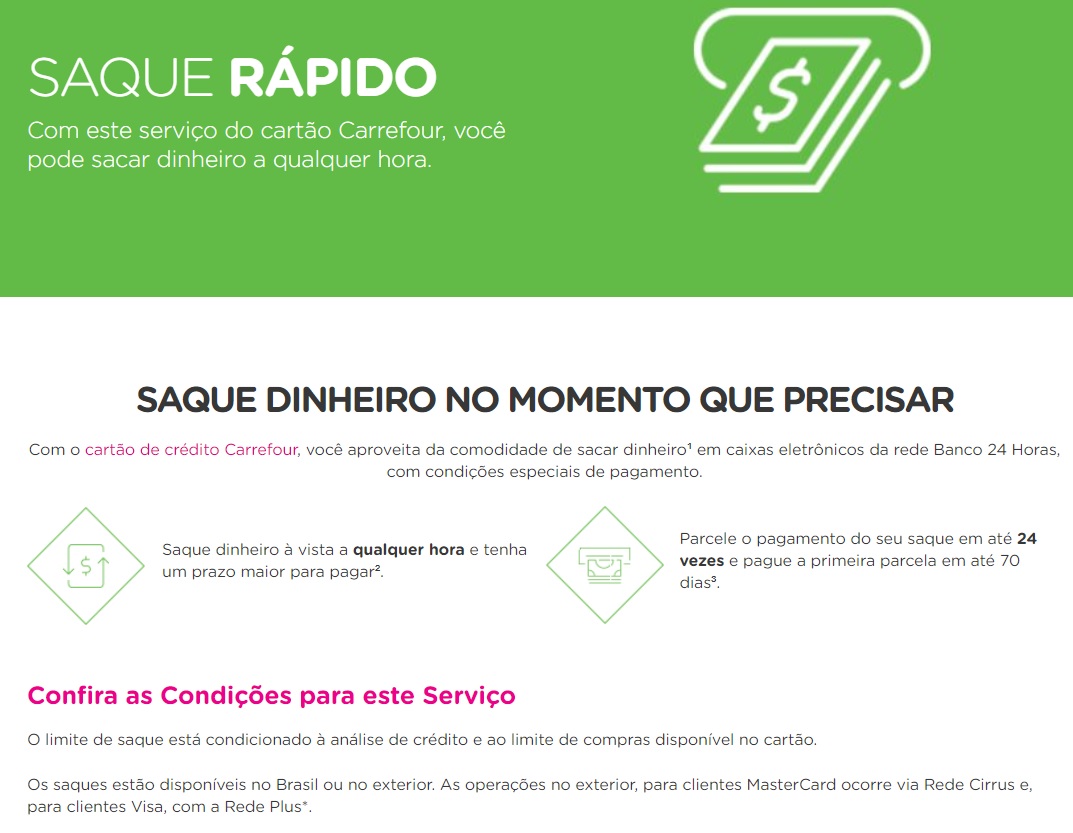 SAQUE RÁPIDO
Com este serviço do cartão Carrefour, você
pode sacar dinheiro a qualquer hora.
SAQUE DINHEIRO NO MOMENTO QUE PRECISAR
Com o cartão de crédito Carrefour, você aproveita da comodidade de sacar dinheiro¹ em caixas eletrônicos da rede Banco 24 Horas,
com condições especiais de pagamento.
Saque dinheiro à vista a qualquer hora e tenha
um prazo maior para pagar².
Parcele o pagamento do seu saque em até 24
vezes e pague a primeira parcela em até 70
dias³.
Confira as Condições para este Serviço
O limite de saque está condicionado à análise de crédito e ao limite de compras disponível no cartão.
Os saques estão disponíveis no Brasil ou no exterior. As operações no exterior, para clientes MasterCard ocorre via Rede Cirrus e,
para clientes Visa, com a Rede Plus*.